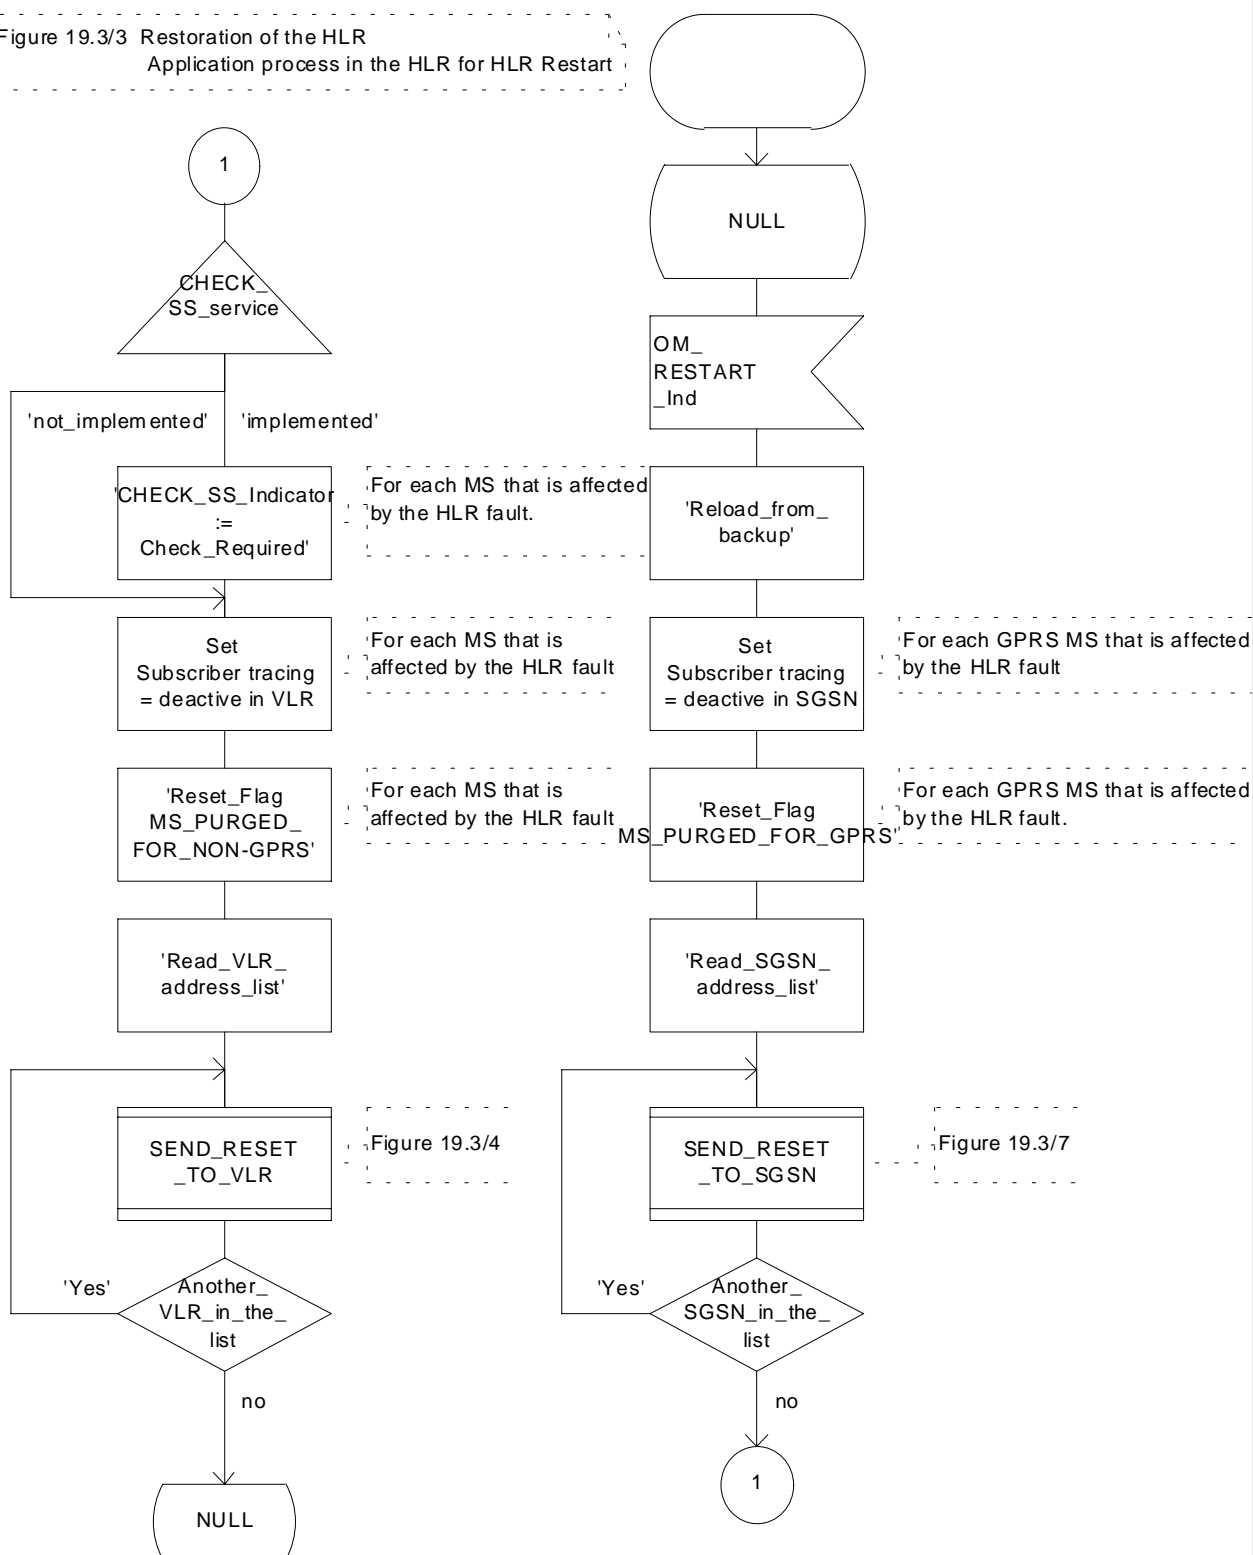 Figure 19.3/3 Restoration of the HLR
Application process in the HLR for HLR Restart
1
CHECK_
SS_service
'not_implemented'
'implemented'
'CHECK_SS_Indicator
:=
Check_Required'
For each MS that is affected
by the HLR fault.
Set
Subscriber tracing
= deactive in VLR
For each MS that is
affected by the HLR fault
'Reset_Flag
MS_PURGED_
FOR_NON-GPRS'
For each MS that is
affected by the HLR fault
'Read_VLR_
address_list'
SEND_RESET
_TO_VLR
Figure 19.3/4
'Yes'
Another_
VLR_in_the_
list
no
NULL
NULL
OM_
RESTART
_Ind
'Reload_from_
backup'
Set
Subscriber tracing
= deactive in SGSN
For each GPRS MS that is affected
by the HLR fault
'Reset_Flag
MS_PURGED_FOR_GPRS'
For each GPRS MS that is affected
by the HLR fault.
'Read_SGSN_
address_list'
SEND_RESET
_TO_SGSN
Figure 19.3/7
'Yes'
Another_
SGSN_in_the_
list
no
1